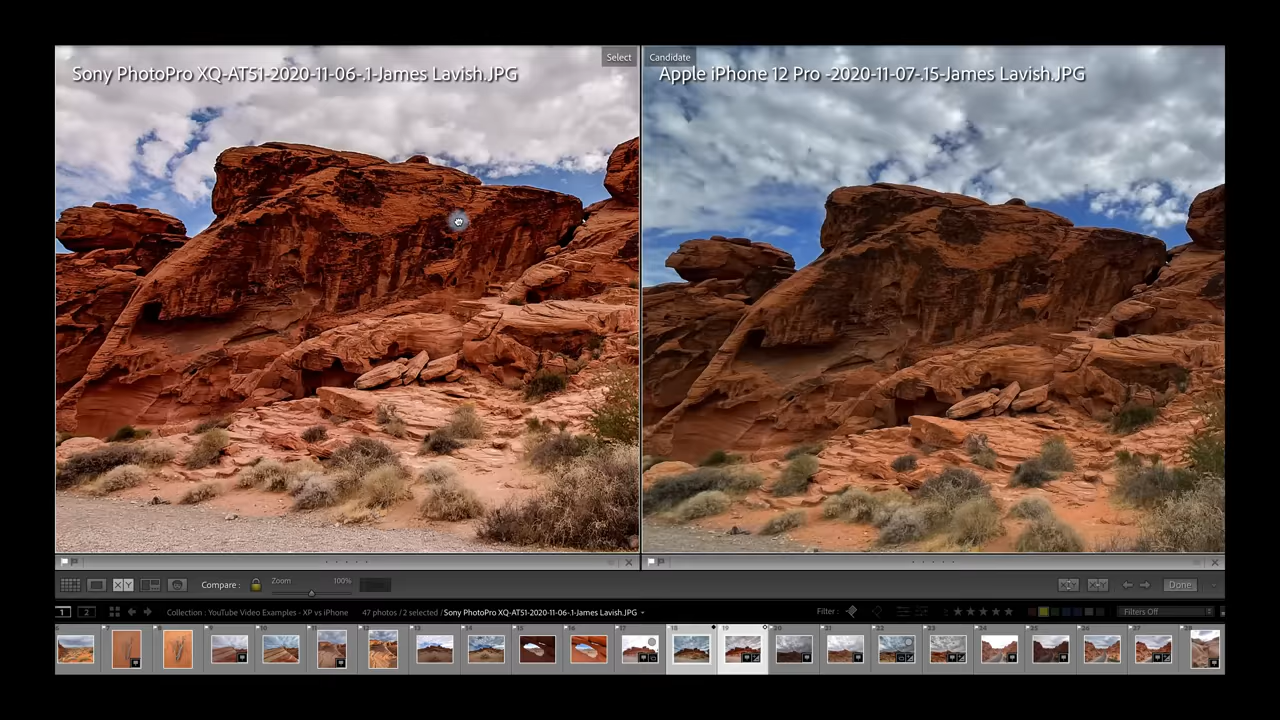 Select
Candidate
Sony PhotoPro XQ-AT51-2020-11-06-.1-James Lavish.JPG
Apple iPhone 12 Pro -2020-11-07-.15-James Lavish.JPG
XY
Compare :
Zoom
100%
Done
1
2
Collection : YouTube Video Examples - XP vs iPhone
47 photos / 2 selected / Sony PhotoPro XQ-AT51-2020-11-06-.1-James Lavish.JPG
Filter :
Filters Off